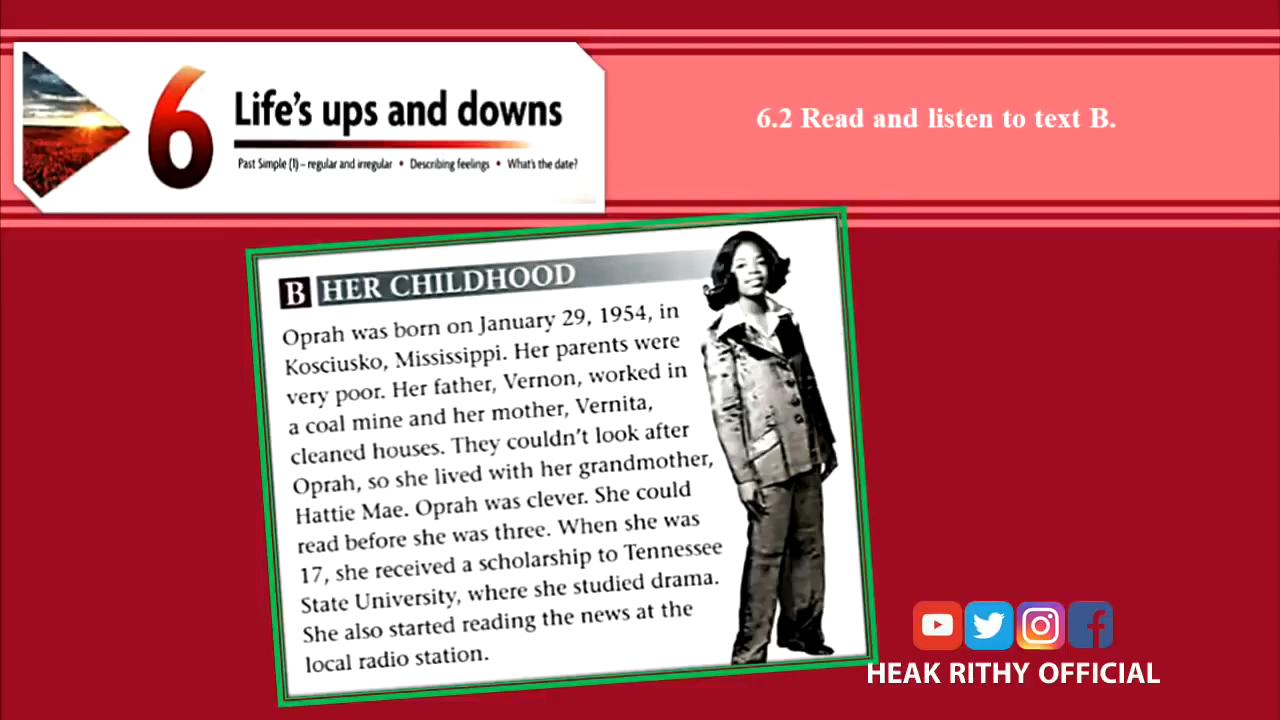 6
Life's ups and downs
Past Simple (1) – regular and irregular • Describing feelings • What's the date?
6.2 Read and listen to text B.
B HER CHILDHOOD
Oprah was born on January 29, 1954, in
Kosciusko, Mississippi. Her parents were
very poor. Her father, Vernon, worked in
a coal mine and her mother, Vernita,
cleaned houses. They couldn't look after
Oprah, so she lived with her grandmother,
Hattie Mae. Oprah was clever. She could
read before she was three. When she was
17, she received a scholarship to Tennessee
State University, where she studied drama.
She also started reading the news at the
local radio station.
HEAK RITHY OFFICIAL